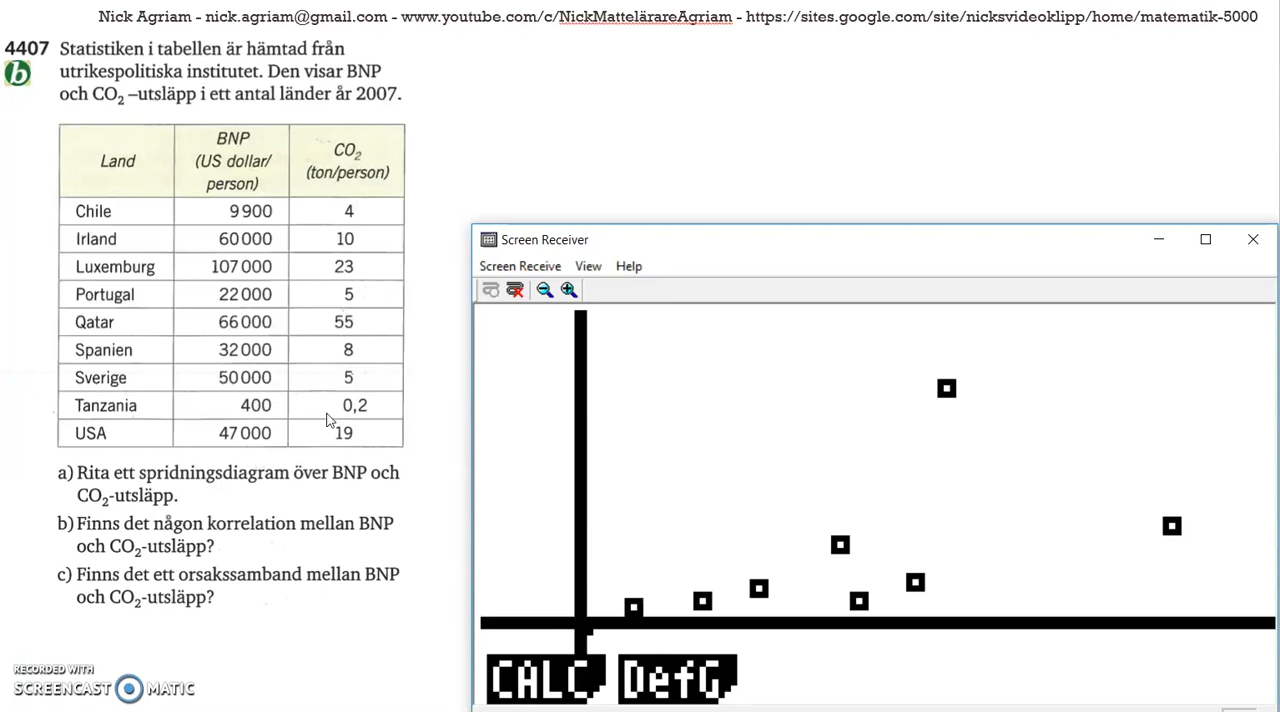 Nick Agriam - nick.agriam@gmail.com - www.youtube.com/c/NickMattelärareAgriam - https://sites.google.com/site/nicksvideoklipp/home/matematik-5000
4407 Statistiken i tabellen är hämtad från
b utrikespolitiska institutet. Den visar BNP
och CO₂ –utsläpp i ett antal länder år 2007.
Land BNP (US dollar/ person) CO₂ (ton/person)
Chile 9 900 4
Irland 60 000 10
Luxemburg 107 000 23
Portugal 22 000 5
Qatar 66 000 55
Spanien 32 000 8
Sverige 50 000 5
Tanzania 400 0,2
USA 47 000 19
a) Rita ett spridningsdiagram över BNP och
CO₂-utsläpp.
b) Finns det någon korrelation mellan BNP
och CO₂-utsläpp?
c) Finns det ett orsakssamband mellan BNP
och CO₂-utsläpp?
Screen Receiver
Screen Receive View Help
CALC DefG
RECORDED WITH
SCREENCAST MATIC